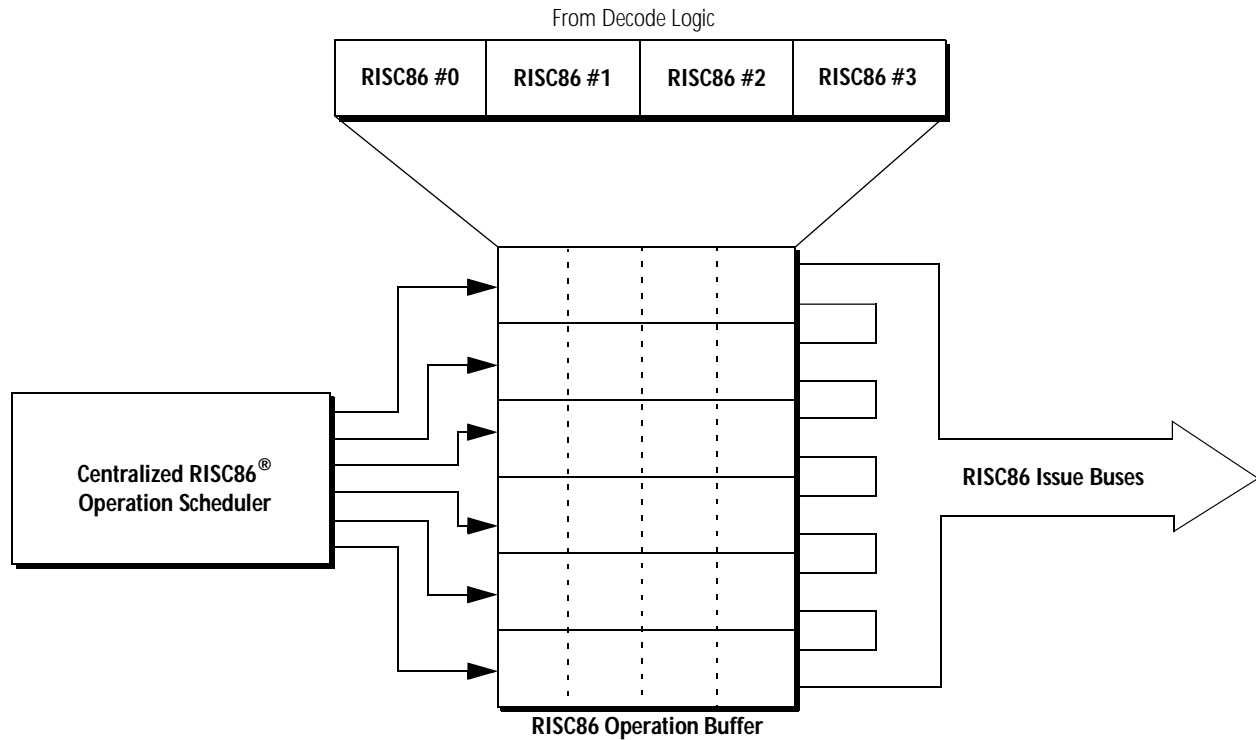 From Decode Logic
RISC86 #0 RISC86 #1 RISC86 #2 RISC86 #3
Centralized RISC86®
Operation Scheduler
RISC86 Issue Buses
RISC86 Operation Buffer